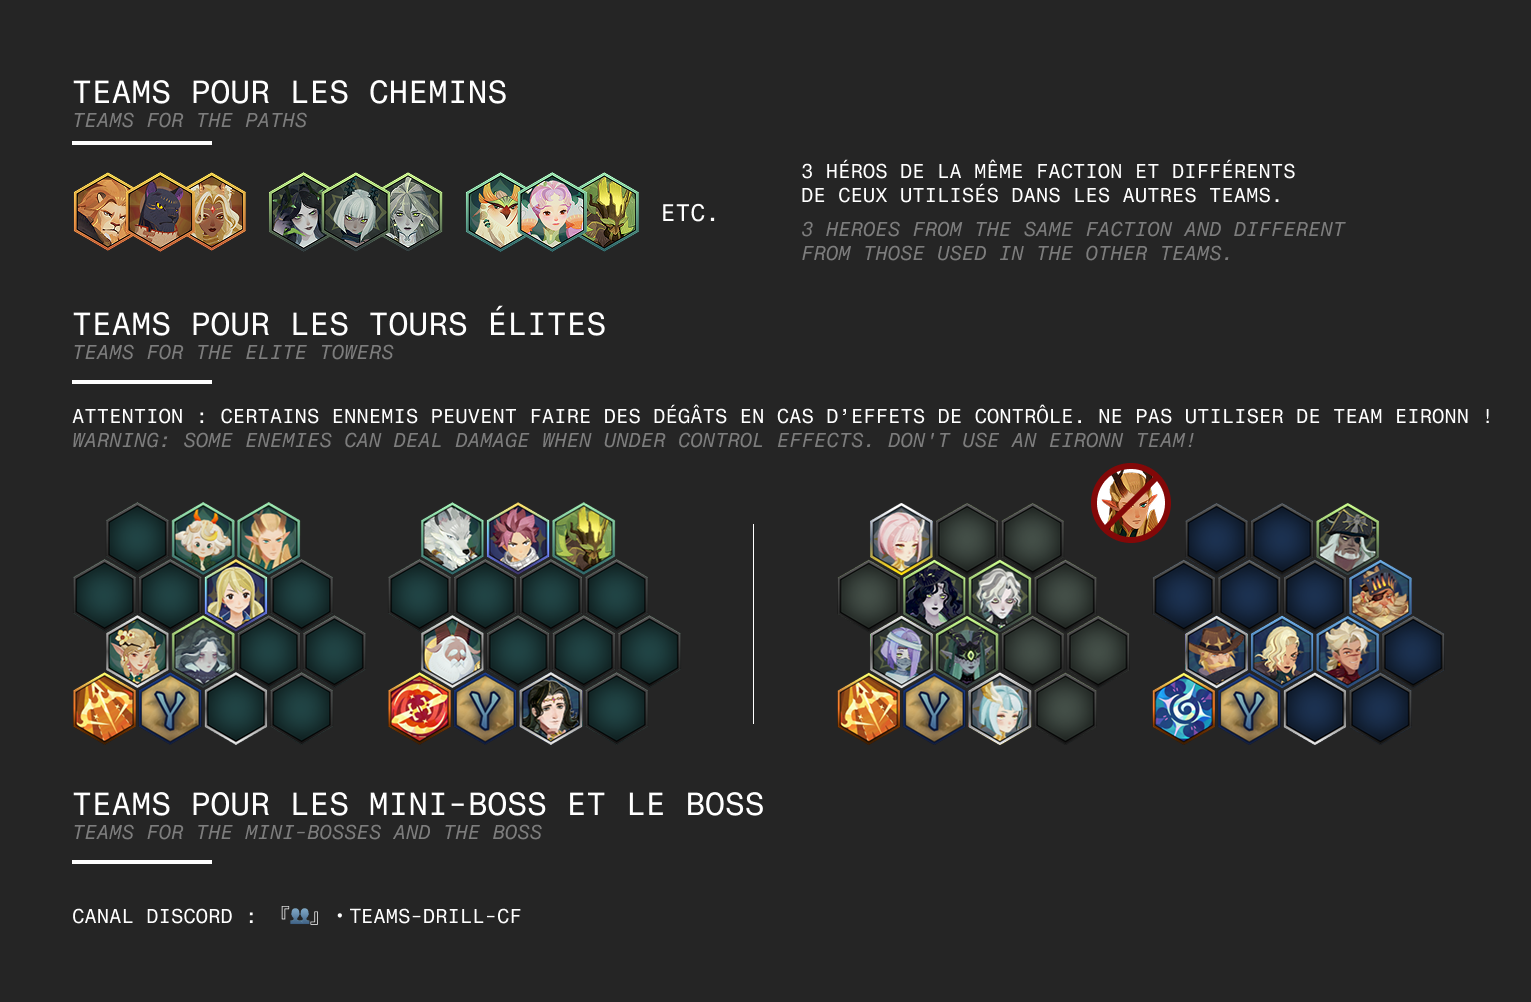 TEAMS POUR LES CHEMINS
TEAMS FOR THE PATHS
ETC.
3 HÉROS DE LA MÊME FACTION ET DIFFÉRENTS
DE CEUX UTILISÉS DANS LES AUTRES TEAMS.
3 HEROES FROM THE SAME FACTION AND DIFFERENT
FROM THOSE USED IN THE OTHER TEAMS.
TEAMS POUR LES TOURS ÉLITES
TEAMS FOR THE ELITE TOWERS
ATTENTION : CERTAINS ENNEMIS PEUVENT FAIRE DES DÉGÂTS EN CAS D’EFFETS DE CONTRÔLE. NE PAS UTILISER DE TEAM EIRONN !
WARNING: SOME ENEMIES CAN DEAL DAMAGE WHEN UNDER CONTROL EFFECTS. DON'T USE AN EIRONN TEAM!
TEAMS POUR LES MINI-BOSS ET LE BOSS
TEAMS FOR THE MINI-BOSSES AND THE BOSS
CANAL DISCORD : 『👥』・TEAMS-DRILL-CF